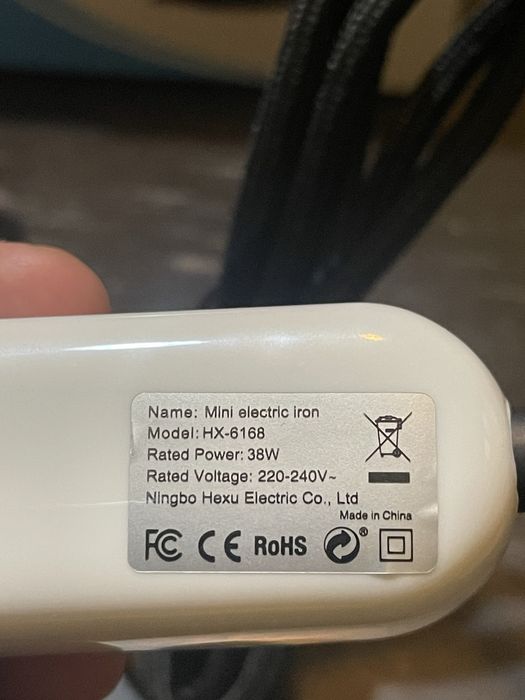 Name: Mini electric iron
Model: HX-6168
Rated Power: 38W
Rated Voltage: 220-240V~
Ningbo Hexu Electric Co., Ltd
Made in China
FC CE RoHS ®